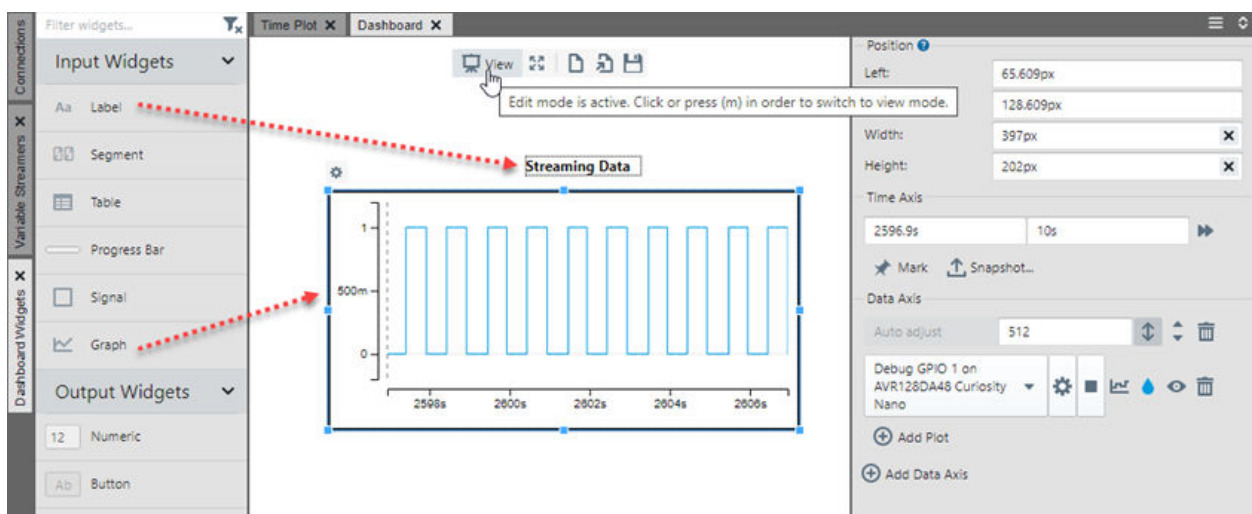 Connections
Variable Streamers
Dashboard Widgets
Filter widgets...
Input Widgets
Aa Label
Segment
Table
Progress Bar
Signal
Graph
Output Widgets
12 Numeric
Ab Button
Time Plot
Dashboard
View
Edit mode is active. Click or press (m) in order to switch to view mode.
Streaming Data
1
500m
0
2598s 2600s 2602s 2604s 2606s
Position
Left: 65.609px
128.609px
Width: 397px
Height: 202px
Time Axis
2596.9s 10s
Mark Snapshot...
Data Axis
Auto adjust 512
Debug GPIO 1 on
AVR128DA48 Curiosity
Nano
Add Plot
Add Data Axis